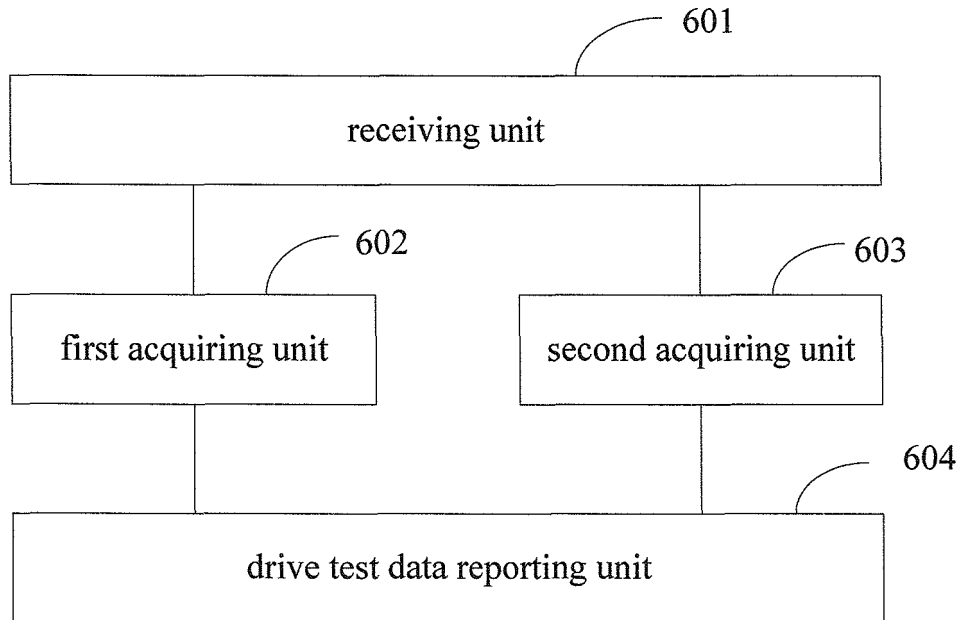 601
receiving unit
602
603
first acquiring unit
second acquiring unit
604
drive test data reporting unit